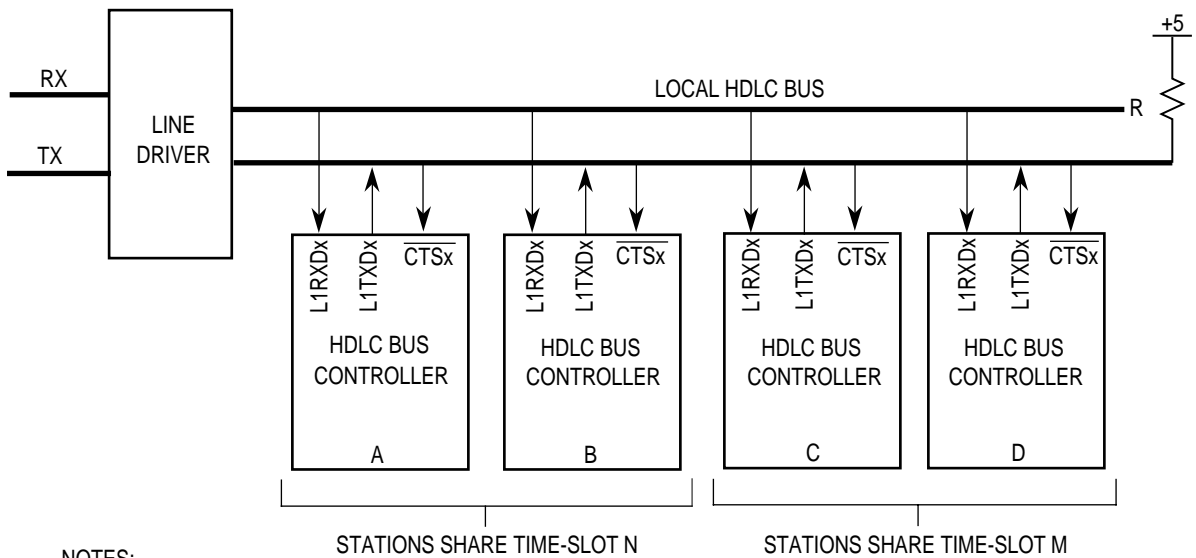 +5
RX
LOCAL HDLC BUS
R
LINE
DRIVER
TX
L1RXDx
L1TXDx
CTSx
L1RXDx
L1TXDx
CTSx
L1RXDx
L1TXDx
CTSx
L1RXDx
L1TXDx
CTSx
HDLC BUS
CONTROLLER
HDLC BUS
CONTROLLER
HDLC BUS
CONTROLLER
HDLC BUS
CONTROLLER
A
B
C
D
STATIONS SHARE TIME-SLOT N
STATIONS SHARE TIME-SLOT M
NOTES: